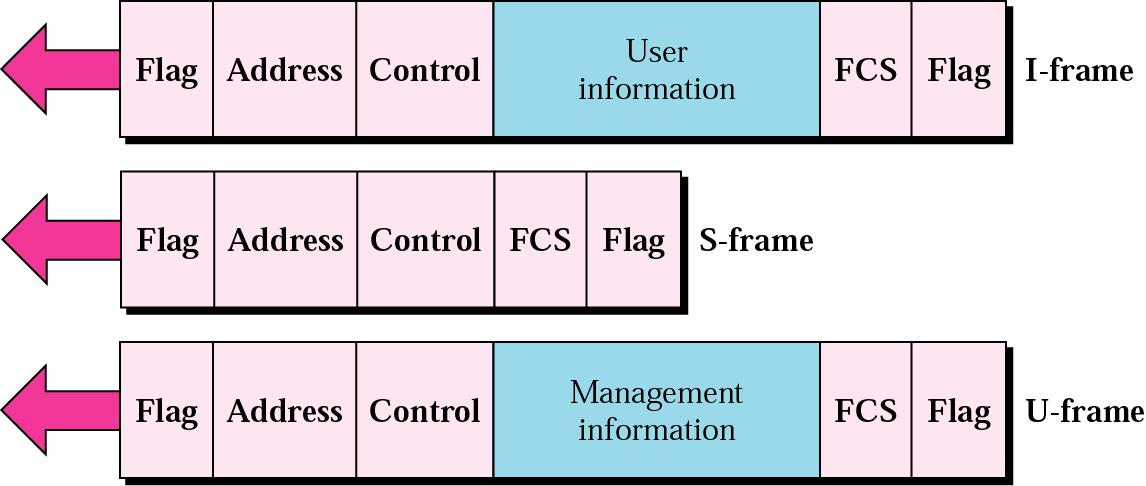 Flag Address Control User information FCS Flag I-frame
Flag Address Control FCS Flag S-frame
Flag Address Control Management information FCS Flag U-frame